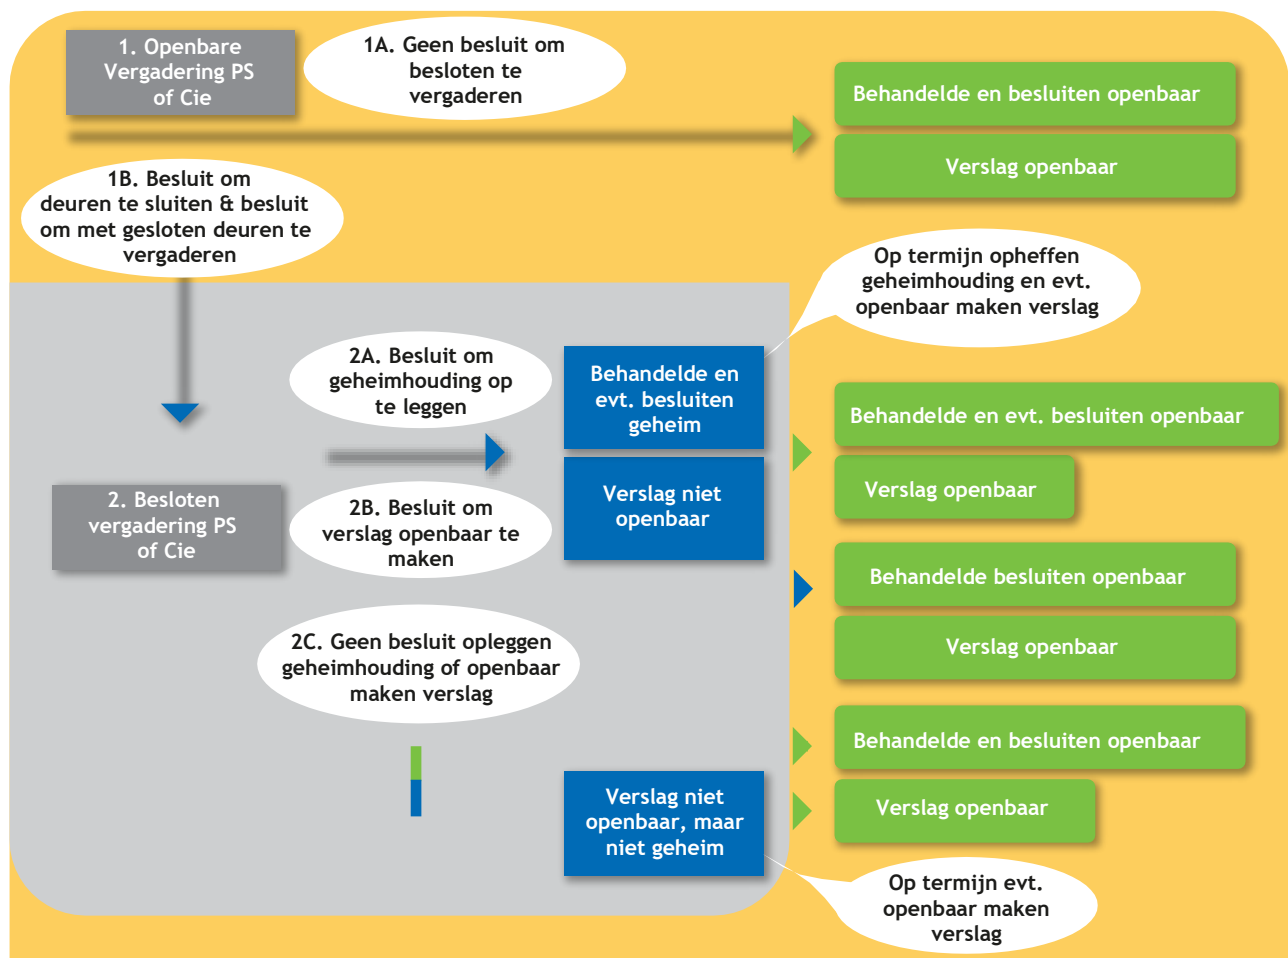 1. Openbare
Vergadering PS
of Cie
1A. Geen besluit om
besloten te
vergaderen
Behandelde en besluiten openbaar
Verslag openbaar
1B. Besluit om
deuren te sluiten & besluit
om met gesloten deuren te
vergaderen
Op termijn opheffen
geheimhouding en evt.
openbaar maken verslag
2A. Besluit om
geheimhouding op
te leggen
Behandelde en
evt. besluiten
geheim
Behandelde en evt. besluiten openbaar
Verslag openbaar
2. Besloten
vergadering PS
of Cie
2B. Besluit om
verslag openbaar te
maken
Verslag niet
openbaar
Behandelde besluiten openbaar
Verslag openbaar
2C. Geen besluit opleggen
geheimhouding of openbaar
maken verslag
Behandelde en besluiten openbaar
Verslag niet
openbaar, maar
niet geheim
Verslag openbaar
Op termijn evt.
openbaar maken
verslag